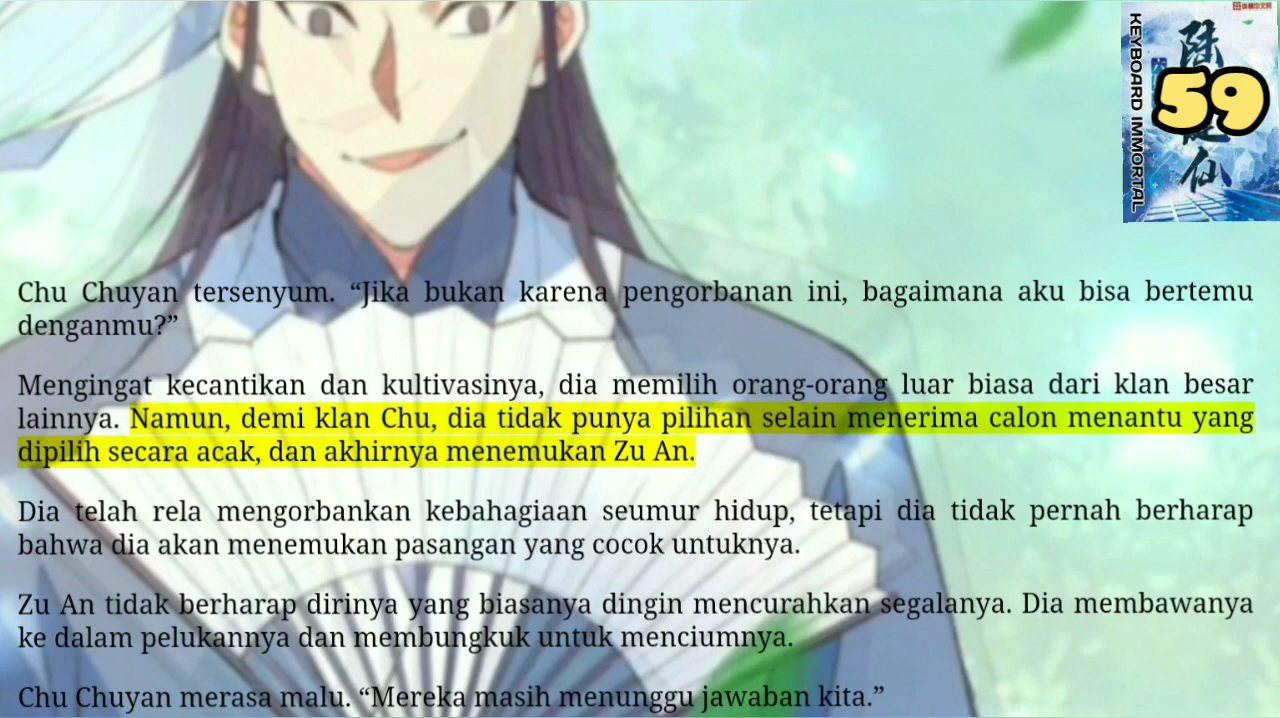 KEYBOARD IMMORTAL
59
Chu Chuyan tersenyum. “Jika bukan karena pengorbanan ini, bagaimana aku bisa bertemu
denganmu?”
Mengingat kecantikan dan kultivasinya, dia memilih orang-orang luar biasa dari klan besar
lainnya. Namun, demi klan Chu, dia tidak punya pilihan selain menerima calon menantu yang
dipilih secara acak, dan akhirnya menemukan Zu An.
Dia telah rela mengorbankan kebahagiaan seumur hidup, tetapi dia tidak pernah berharap
bahwa dia akan menemukan pasangan yang cocok untuknya.
Zu An tidak berharap dirinya yang biasanya dingin mencurahkan segalanya. Dia membawanya
ke dalam pelukannya dan membungkuk untuk menciumnya.
Chu Chuyan merasa malu. “Mereka masih menunggu jawaban kita.”